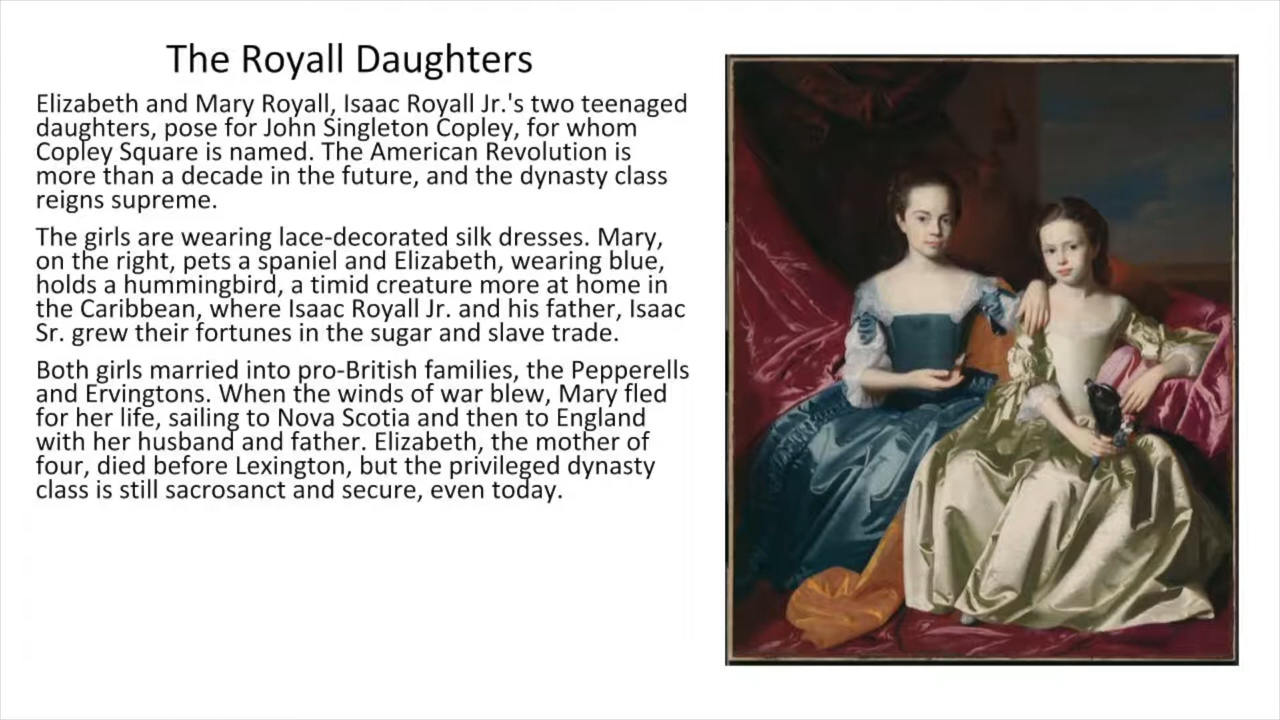 The Royall Daughters
Elizabeth and Mary Royall, Isaac Royall Jr.'s two teenaged
daughters, pose for John Singleton Copley, for whom
Copley Square is named. The American Revolution is
more than a decade in the future, and the dynasty class
reigns supreme.
The girls are wearing lace-decorated silk dresses. Mary,
on the right, pets a spaniel ad Elizabeth, wearing blue,
holds a hummingbird, a timid creature more at home in
the Caribbean, where Isaac Royall Jr. and his father, Isaac
Sr. grew their fortunes in the sugar and slave trade.
Both girls married into pro-British families, the Pepperells
and Ervingtons. When the winds of war blew, Mary fled
for her life, sailing to Nova Scotia and then to England
with her husband and father. Elizabeth, the mother of
four, died before Lexington, but the privileged dynasty
class is still sacrosanct and secure, even today.